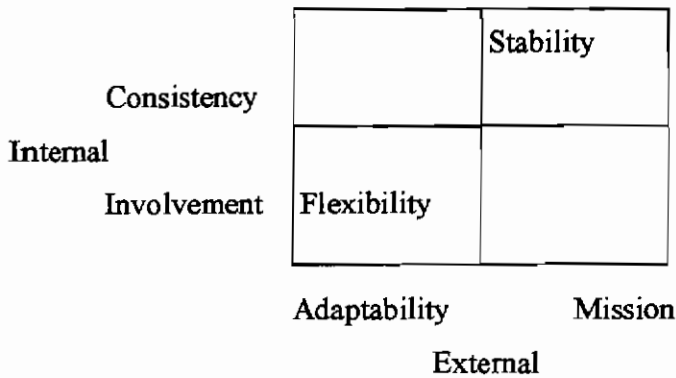 Stability
Consistency
Internal
Involvement Flexibility
Adaptability Mission
External